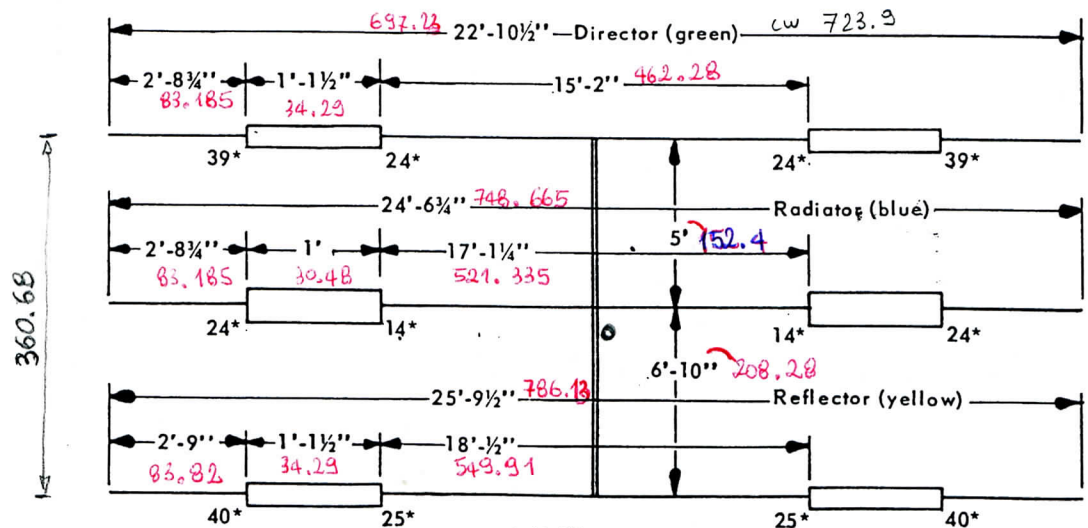 697.23 22'-10½" Director (green) cw 723.9
2'-8¾" 1'-1½" 15'-2" 462.28
83.185 34.29
39* 24* 24* 39*
24'-6¾" 748.665 Radiator (blue)
5' 152.4
2'-8¾" 1' 17'-1¼"
83.185 30.48 521.335
360.68
24* 14* 14* 24*
6'-10" 208.28
25'-9½" 786.13 Reflector (yellow)
2'-9" 1'-1½" 18'-½"
83.82 34.29 549.91
40* 25* 25* 40*